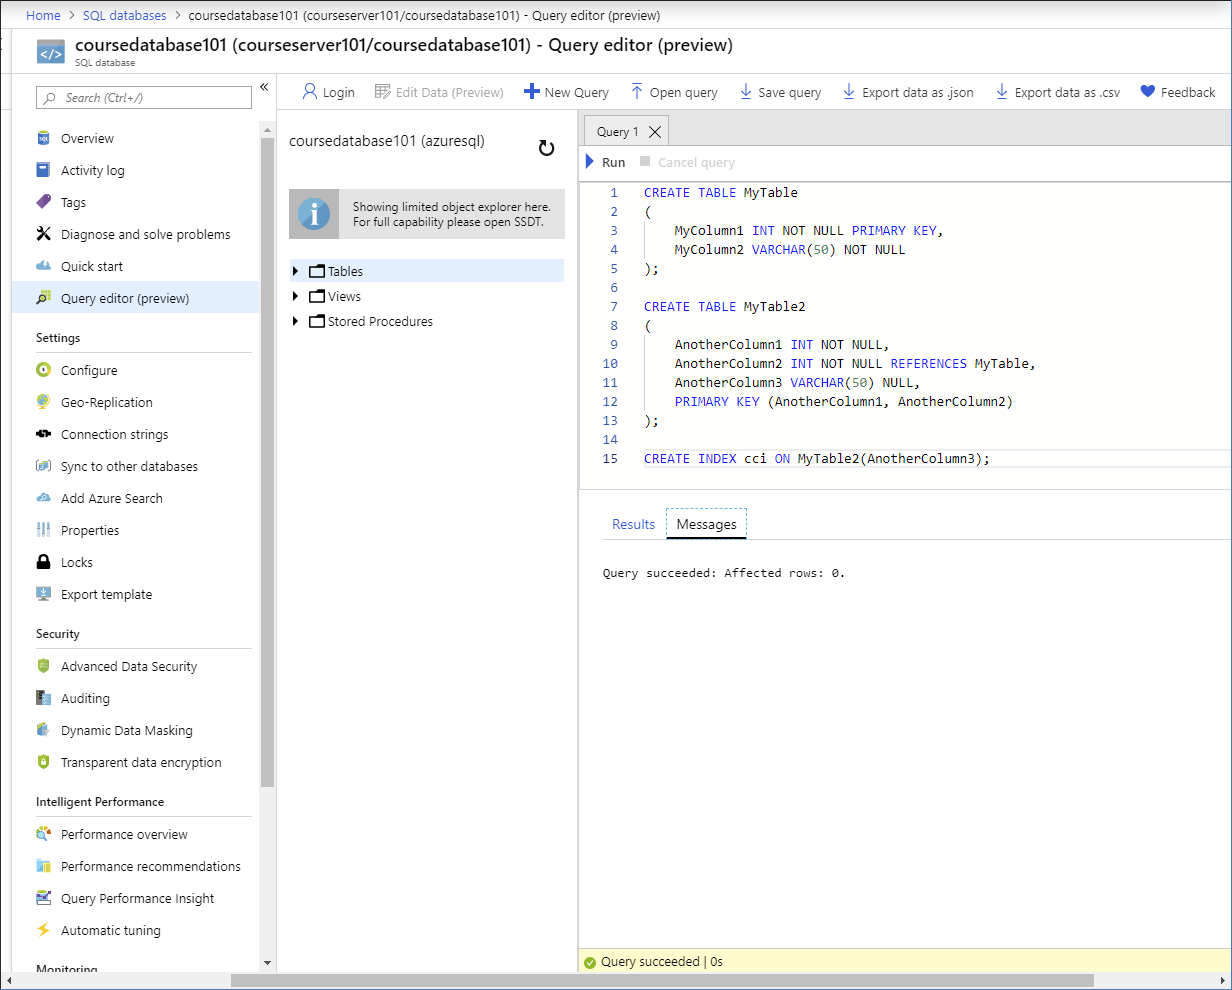 Home > SQL databases > coursedatabase101 (courseserver101/coursedatabase101) - Query editor (preview)
coursedatabase101 (courseserver101/coursedatabase101) - Query editor (preview)
SQL database
Search (Ctrl+/)
«
Overview
Activity log
Tags
Diagnose and solve problems
Quick start
Query editor (preview)
Settings
Configure
Geo-Replication
Connection strings
Sync to other databases
Add Azure Search
Properties
Locks
Export template
Security
Advanced Data Security
Auditing
Dynamic Data Masking
Transparent data encryption
Intelligent Performance
Performance overview
Performance recommendations
Query Performance Insight
Automatic tuning
Monitoring
Login Edit Data (Preview) New Query Open query Save query Export data as .json Export data as .csv Feedback
coursedatabase101 (azuresql)
Showing limited object explorer here.
For full capability please open SSDT.
Tables
Views
Stored Procedures
Query 1
Run Cancel query
1 CREATE TABLE MyTable
2 (
3 MyColumn1 INT NOT NULL PRIMARY KEY,
4 MyColumn2 VARCHAR(50) NOT NULL
5 );
6
7 CREATE TABLE MyTable2
8 (
9 AnotherColumn1 INT NOT NULL,
10 AnotherColumn2 INT NOT NULL REFERENCES MyTable,
11 AnotherColumn3 VARCHAR(50) NULL,
12 PRIMARY KEY (AnotherColumn1, AnotherColumn2)
13 );
14
15 CREATE INDEX cci ON MyTable2(AnotherColumn3);
Results Messages
Query succeeded: Affected rows: 0.
Query succeeded | 0s